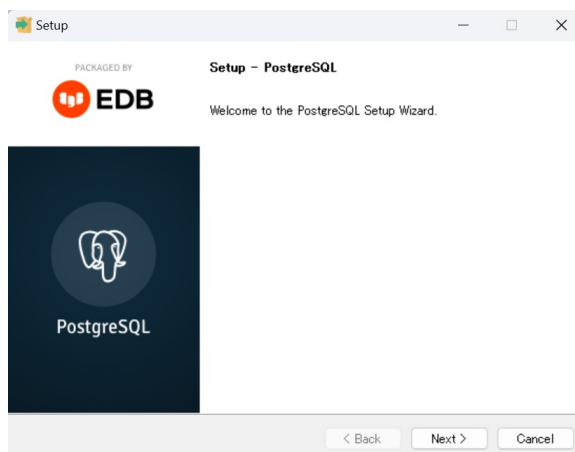 Setup
PACKAGED BY
EDB
Setup - PostgreSQL
Welcome to the PostgreSQL Setup Wizard.
PostgreSQL
< Back
Next >
Cancel